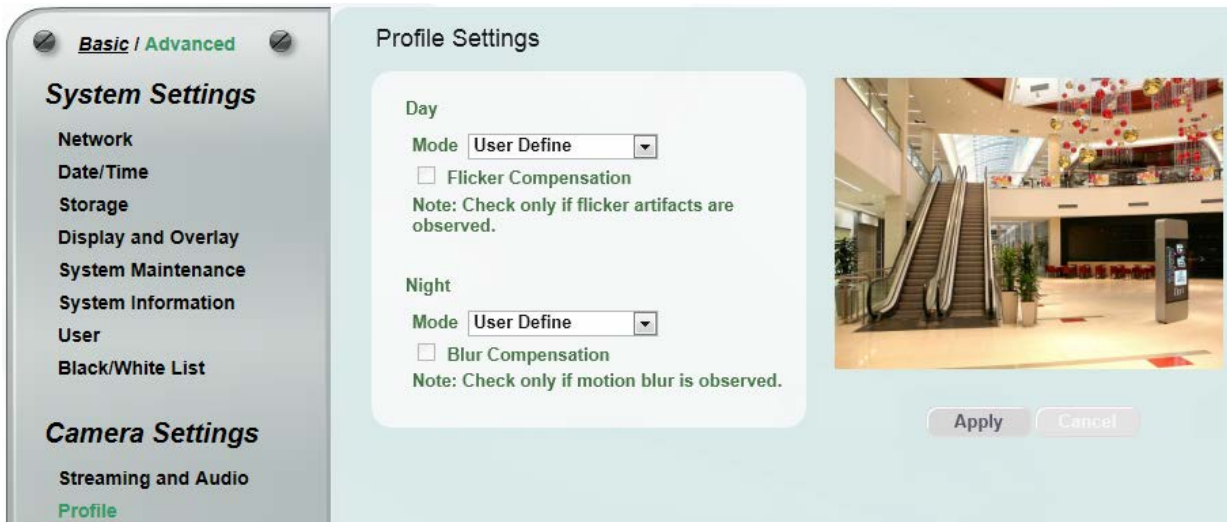 Basic / Advanced
System Settings
Network
Date/Time
Storage
Display and Overlay
System Maintenance
System Information
User
Black/White List
Camera Settings
Streaming and Audio
Profile
Profile Settings
Day
Mode User Define
Flicker Compensation
Note: Check only if flicker artifacts are
observed.
Night
Mode User Define
Blur Compensation
Note: Check only if motion blur is observed.
Apply Cancel